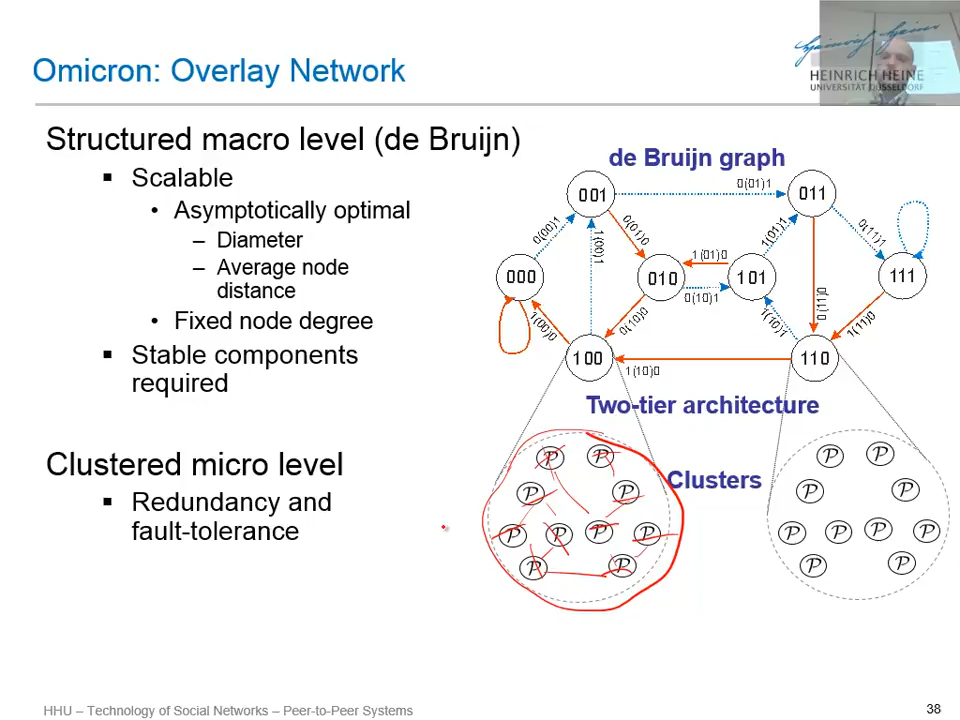 Omicron: Overlay Network
Heinrich Heine
HEINRICH HEINE
UNIVERSITÄT DÜSSELDORF
Structured macro level (de Bruijn)
▪ Scalable
• Asymptotically optimal
– Diameter
– Average node
distance
• Fixed node degree
▪ Stable components
required
Clustered micro level
▪ Redundancy and
fault-tolerance
de Bruijn graph
0(01)1
001
011
0(00)1
1(00)1
0(01)0
1(01)0
1(01)1
0(11)1
000
010
101
111
0(10)1
1(00)0
0(10)0
1(10)1
0(11)0
1(11)0
100
110
1(10)0
Two-tier architecture
Clusters
P P
P P
P P P P
P P
P P
P P
P P P P
P P
HHU – Technology of Social Networks – Peer-to-Peer Systems
38